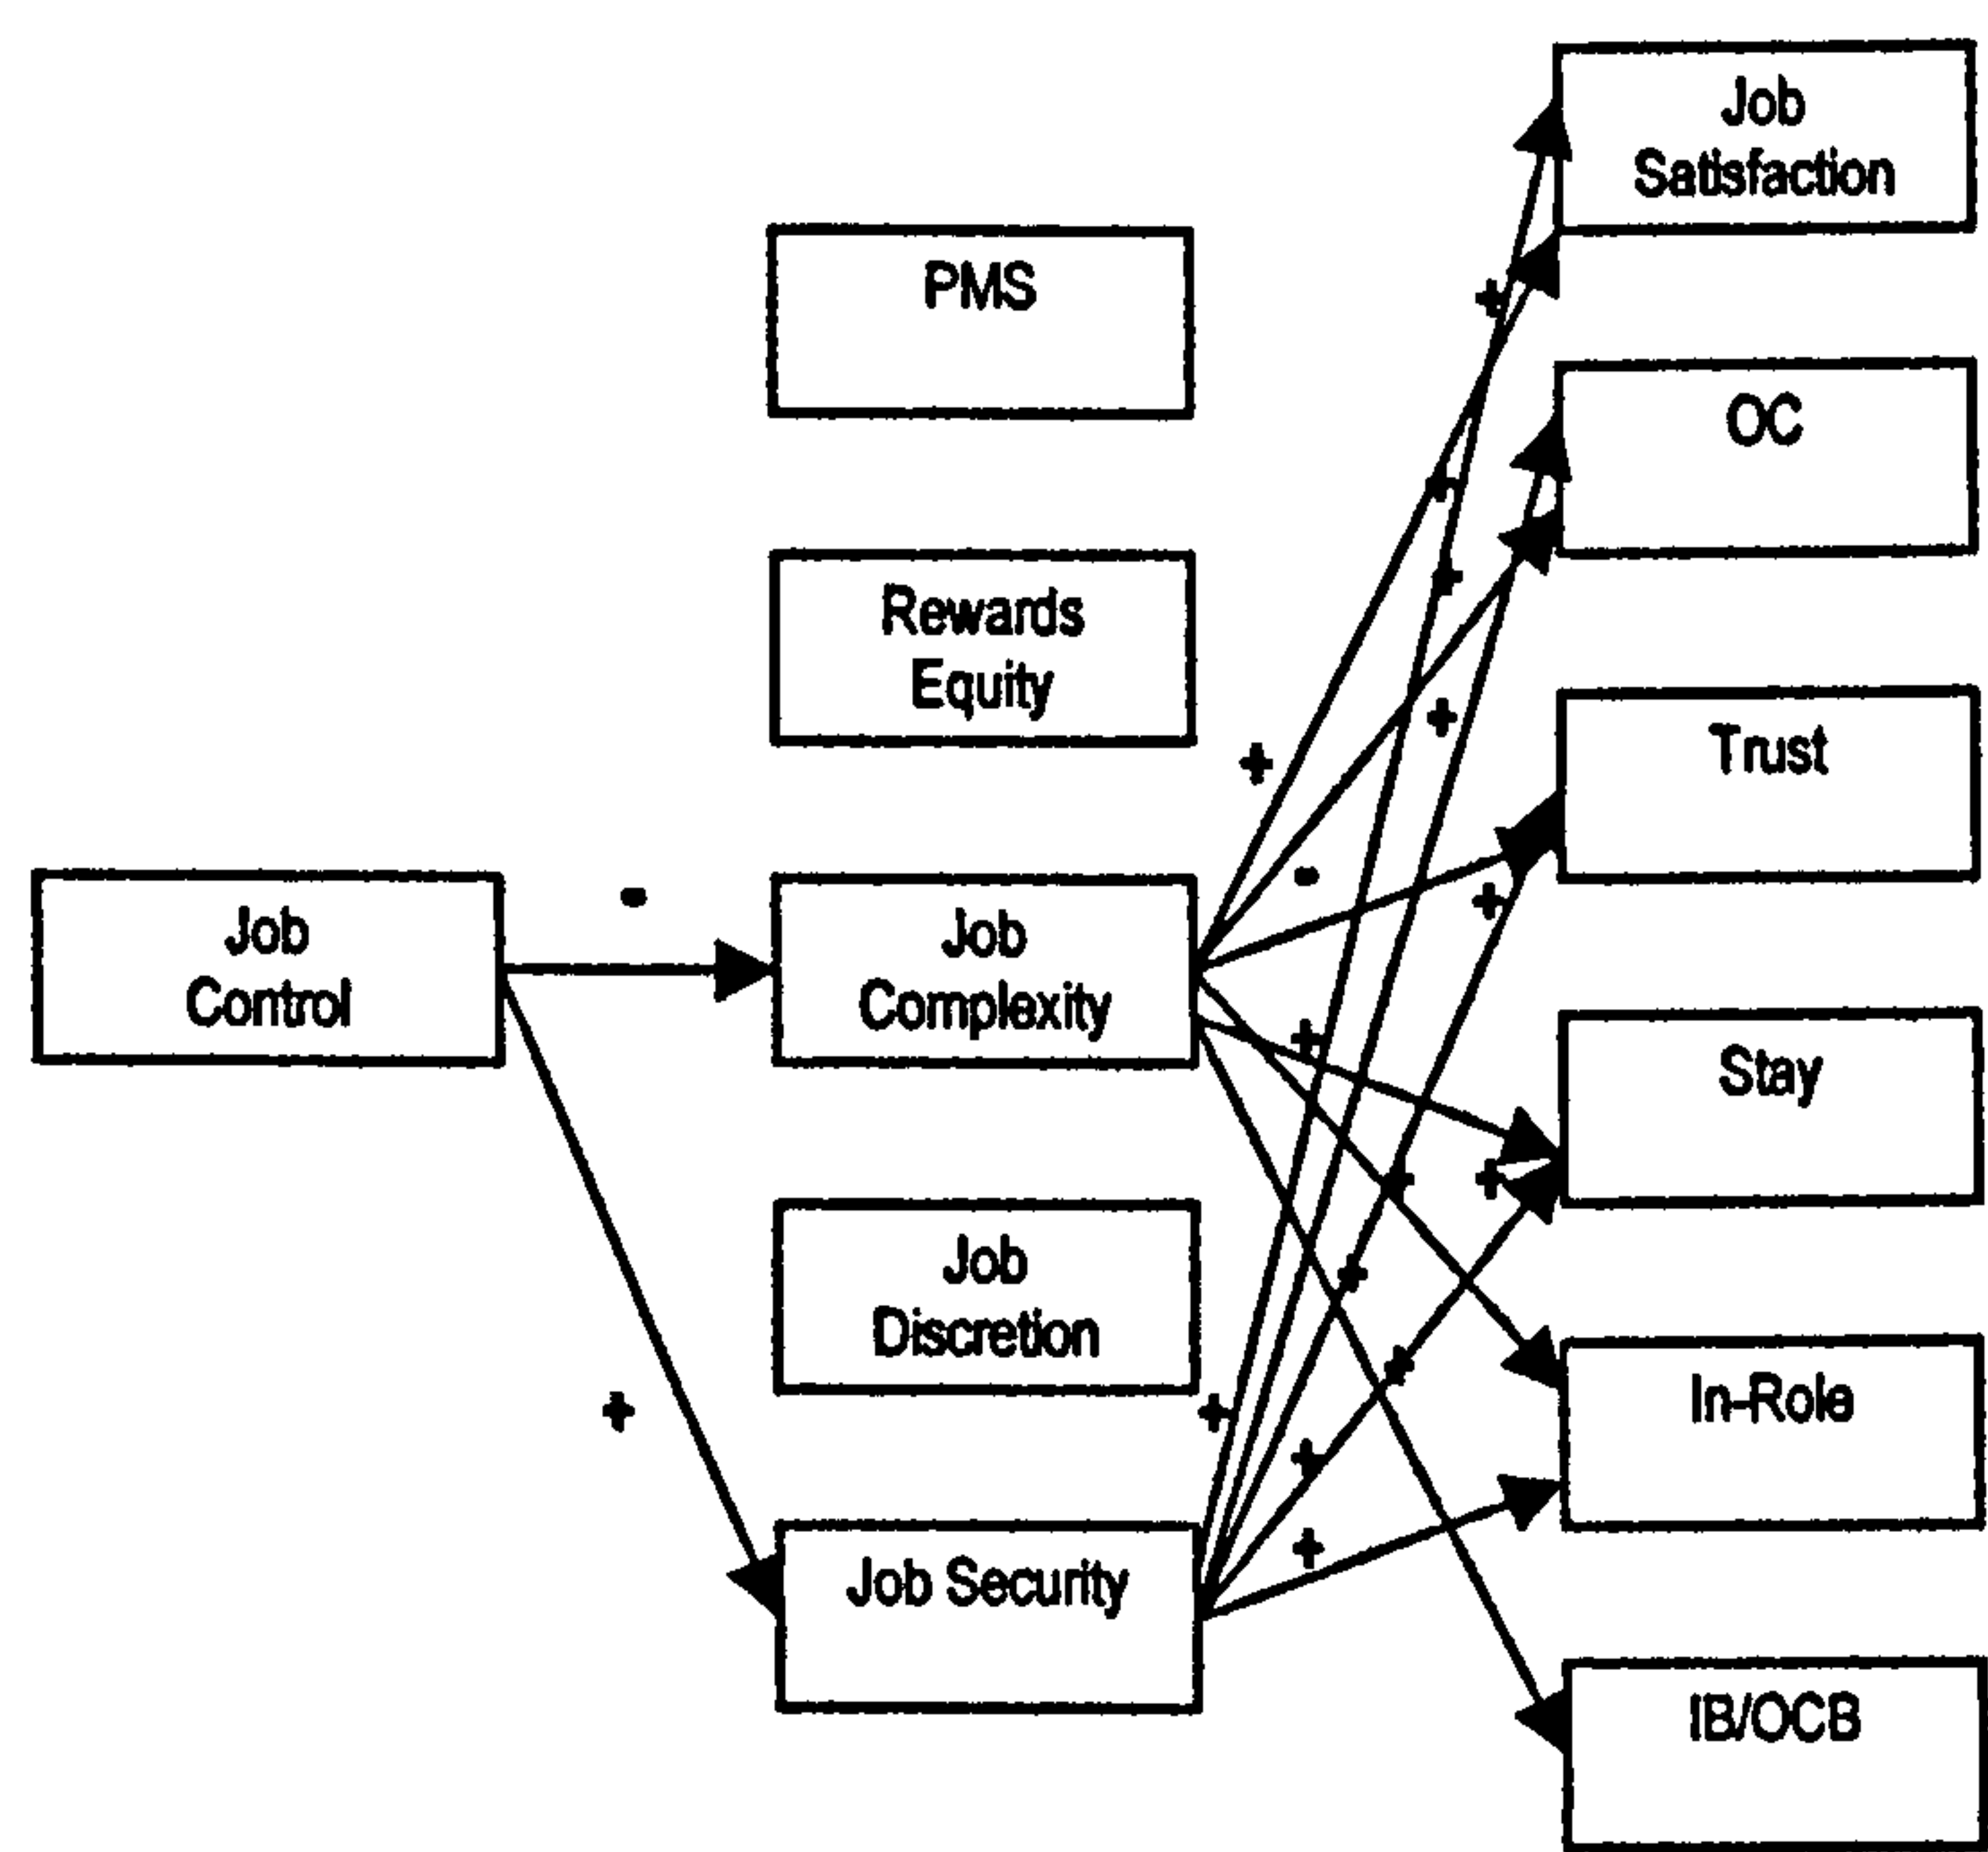 Job
Satisfaction
PMS
OC
Rewards
Equity
Trust
Job
Control
-
Job
Complexity
Stay
Job
Discretion
In-Role
+
Job Security
IB/OCB
+
+
+
+
+
-
+
+
+
+
+
+
+
+
+